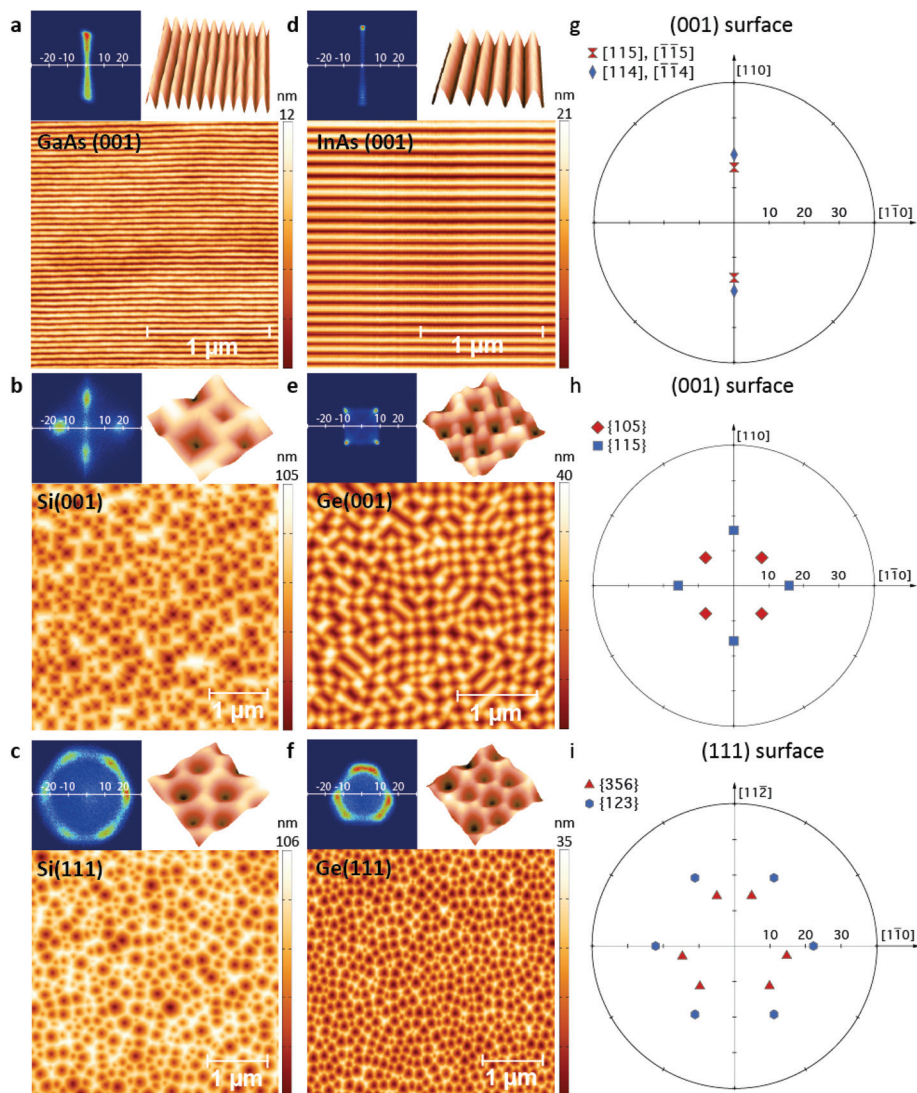 a
-20 -10 10 20
nm
12
GaAs (001)
1 µm
d
-20 -10 10 20
nm
21
InAs (001)
1 µm
g
(001) surface
[115], [1̅1̅5]
[114], [1̅1̅4]
[110]
10 20 30
[11̅0]
b
-20 -10 10 20
nm
105
Si(001)
1 µm
e
-20 -10 10 20
nm
40
Ge(001)
1 µm
h
(001) surface
{105}
{115}
[110]
10 20 30
[11̅0]
c
-20 -10 10 20
nm
106
Si(111)
1 µm
f
-20 -10 10 20
nm
35
Ge(111)
1 µm
i
(111) surface
{356}
{123}
[112̅]
10 20 30 40
[11̅0]